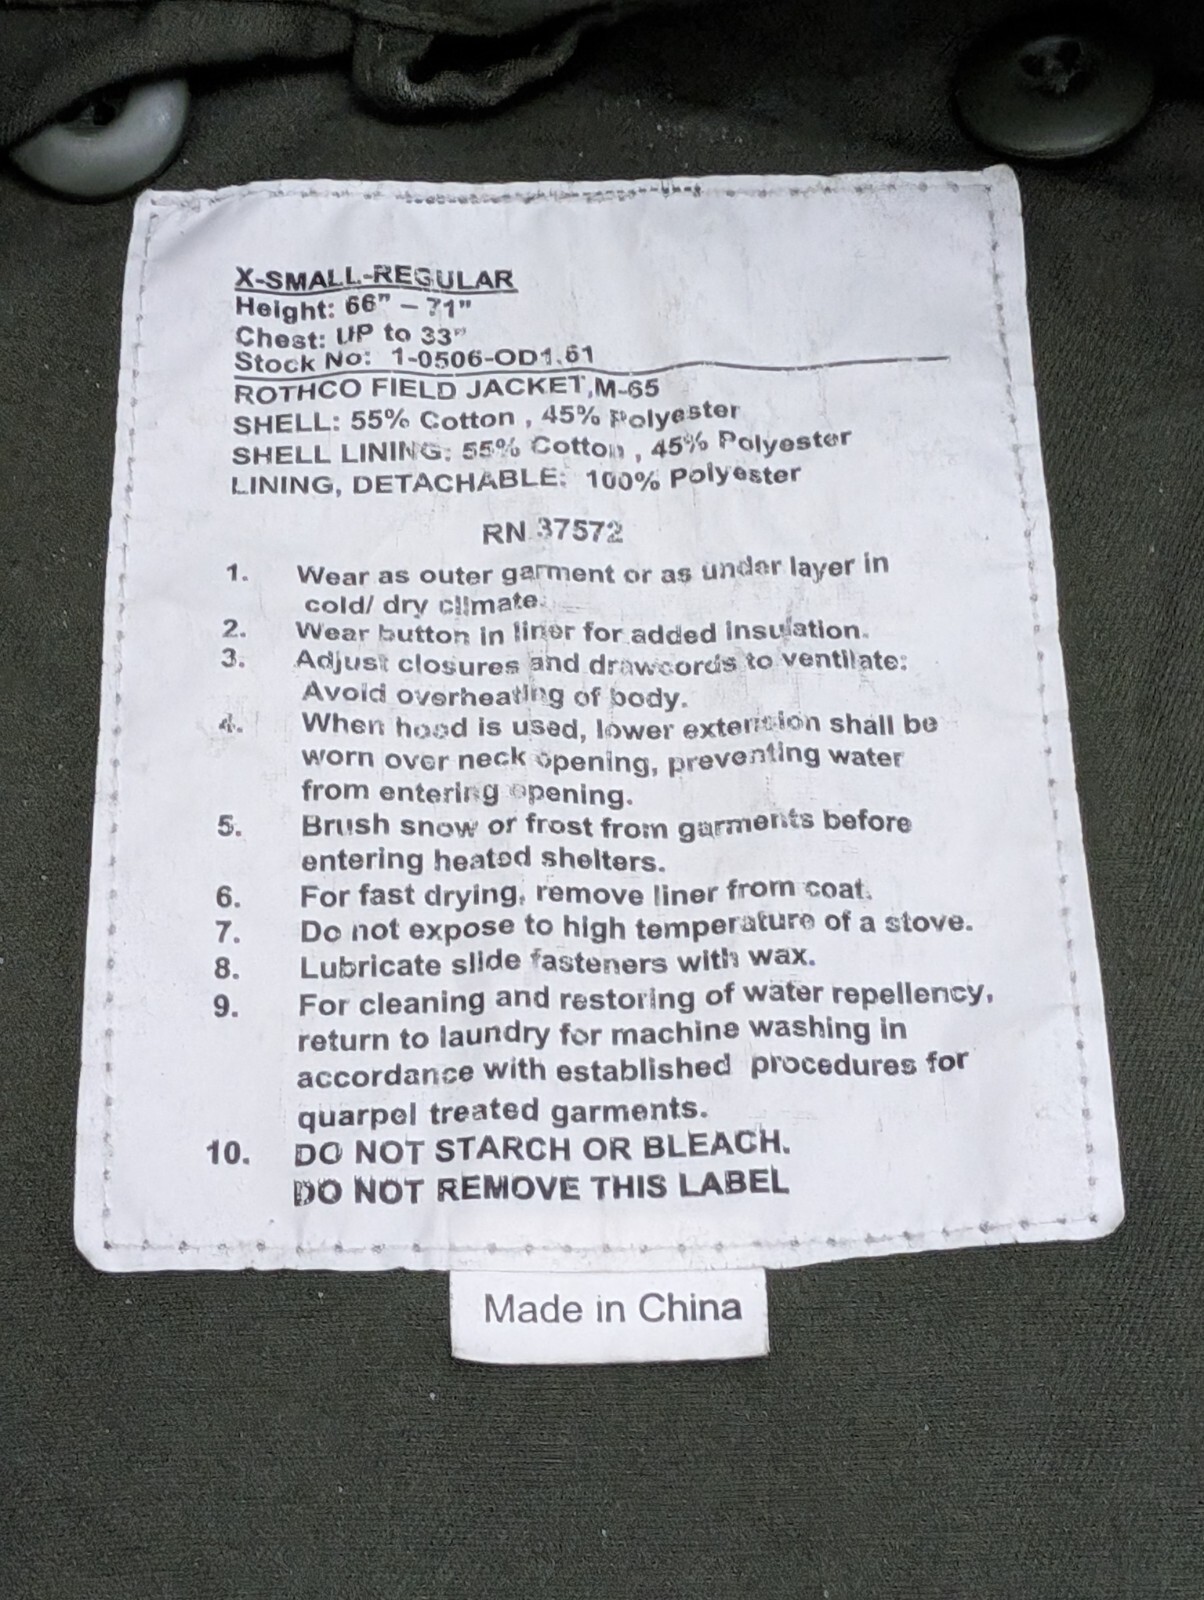 X-SMALL-REGULAR
Height: 66" – 71"
Chest: UP to 33"
Stock No: 1-0506-OD1.61
ROTHCO FIELD JACKET,M-65
SHELL: 55% Cotton , 45% Polyester
SHELL LINING: 55% Cotton , 45% Polyester
LINING, DETACHABLE: 100% Polyester
RN 37572
1. Wear as outer garment or as under layer in
cold/ dry climate.
2. Wear button in liner for added insulation.
3. Adjust closures and drawcords to ventilate:
Avoid overheating of body.
4. When hood is used, lower extension shall be
worn over neck opening, preventing water
from entering opening.
5. Brush snow or frost from garments before
entering heated shelters.
6. For fast drying, remove liner from coat.
7. Do not expose to high temperature of a stove.
8. Lubricate slide fasteners with wax.
9. For cleaning and restoring of water repellency,
return to laundry for machine washing in
accordance with established procedures for
quarpel treated garments.
10. DO NOT STARCH OR BLEACH.
DO NOT REMOVE THIS LABEL
Made in China